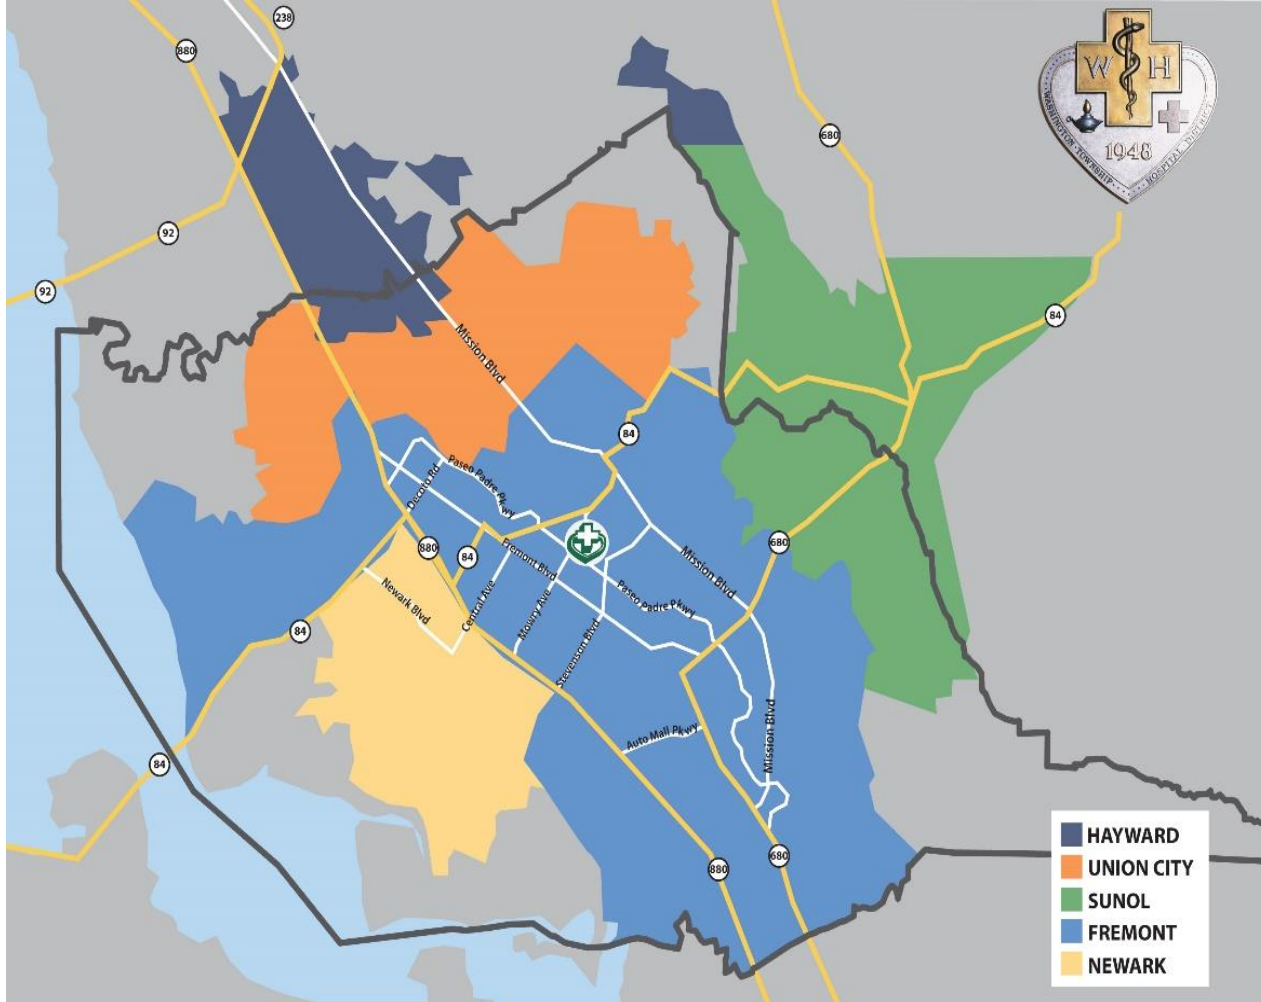 238
880
680
W H
1948
WASHINGTON TOWNSHIP HOSPITAL DISTRICT
92
92
84
Mission Blvd
84
Decoto Rd
Paseo Padre Pkwy
880
84
Fremont Blvd
680
Mission Blvd
Newark Blvd
Central Ave
Mowry Ave
Paseo Padre Pkwy
84
Stevenson Blvd
Mission Blvd
Auto Mall Pkwy
84
880
680
HAYWARD
UNION CITY
SUNOL
FREMONT
NEWARK